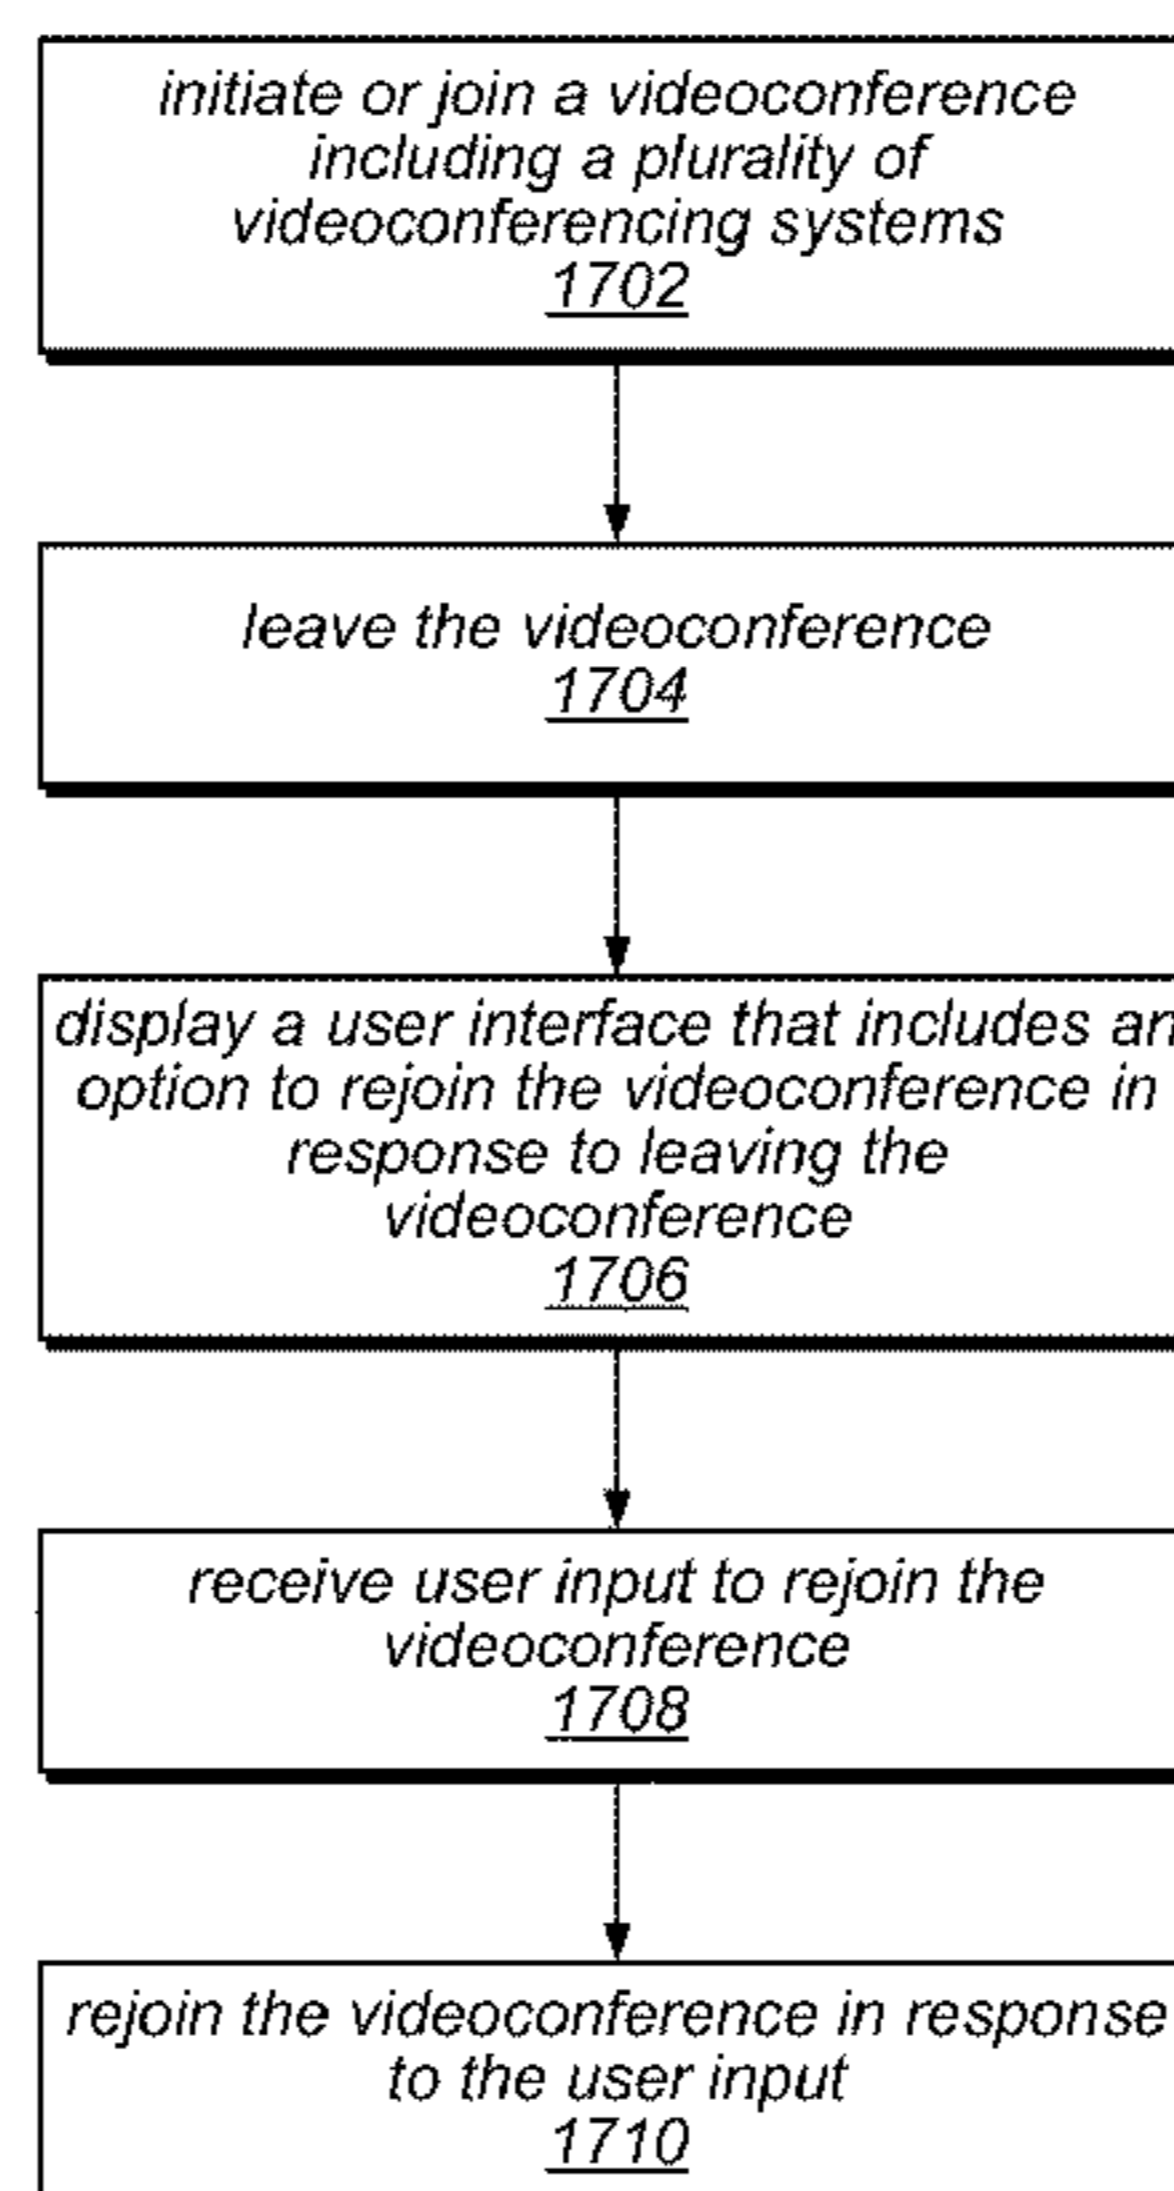 initiate or join a videoconference
including a plurality of
videoconferencing systems
1702
leave the videoconference
1704
display a user interface that includes an
option to rejoin the videoconference in
response to leaving the
videoconference
1706
receive user input to rejoin the
videoconference
1708
rejoin the videoconference in response
to the user input
1710